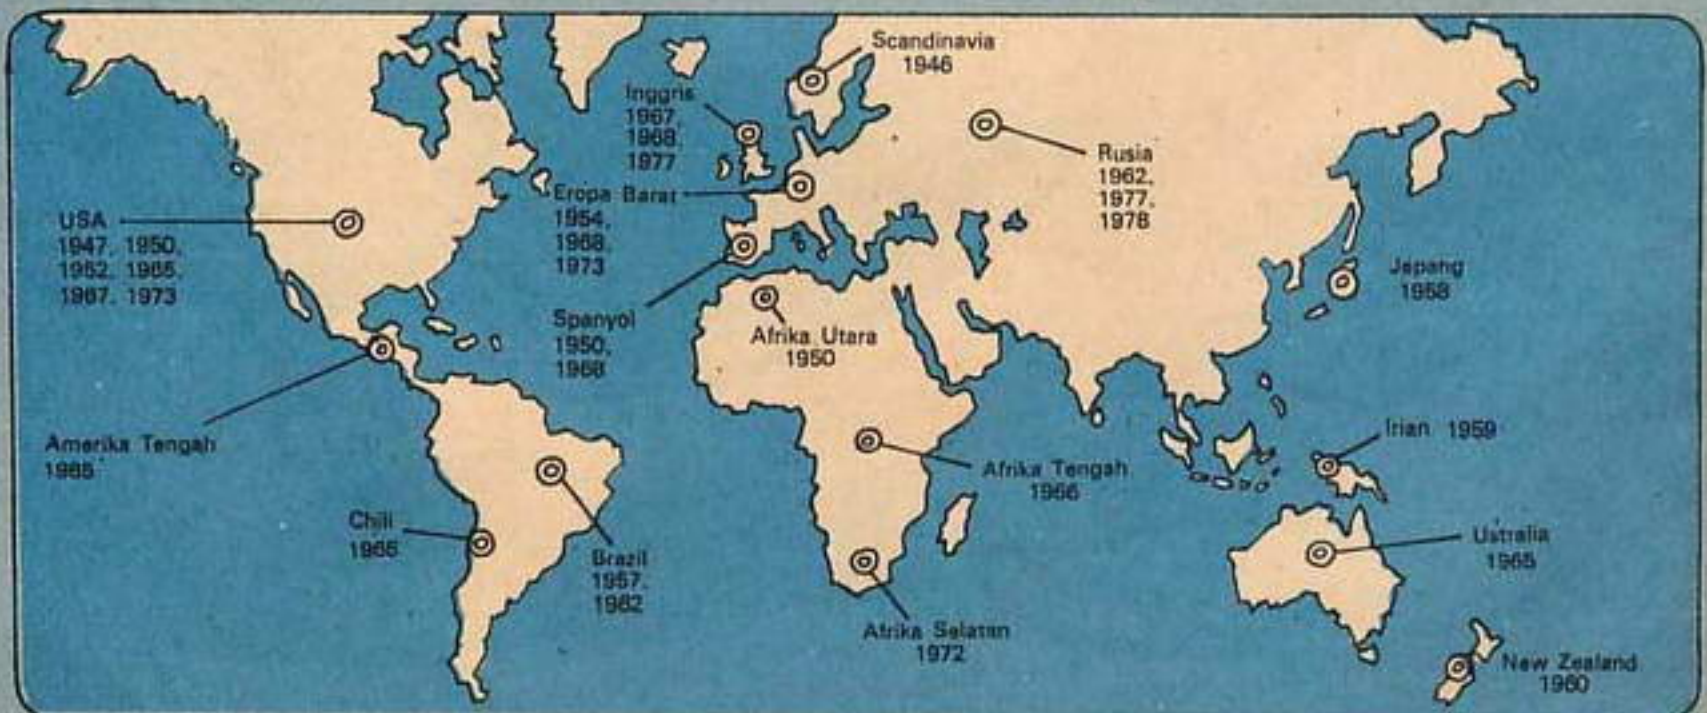 Scandinavia
1946
Inggris
1967,
1968,
1977
Rusia
1962,
1977,
1978
Eropa Barat
1954,
1968,
1973
USA
1947, 1950,
1952, 1965,
1967, 1973
Jepang
1958
Spanyol
1950,
1968
Afrika Utara
1950
Amerika Tengah
1965
Irian 1959
Afrika Tengah
1966
Chili
1965
Brazil
1957,
1962
Ustralia
1965
Afrika Selatan
1972
New Zealand
1960